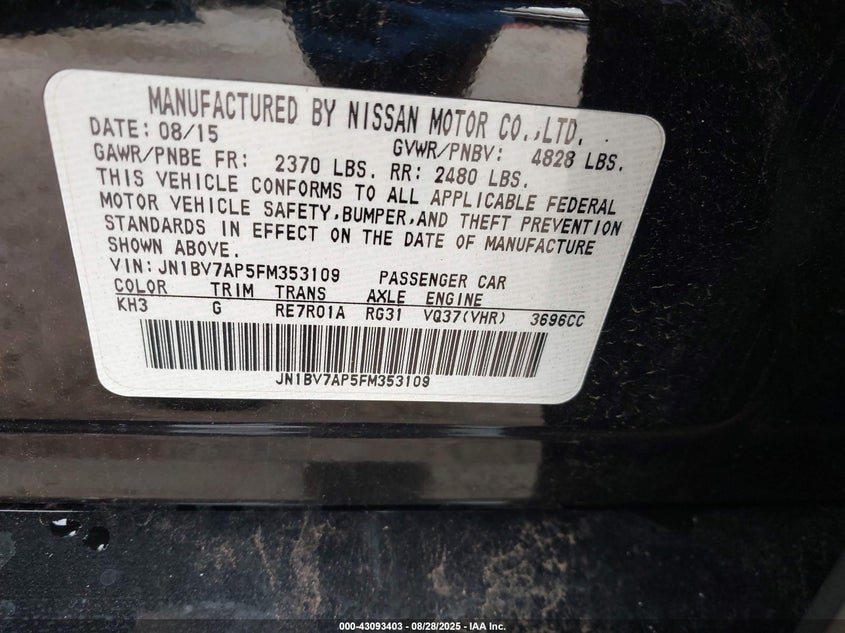 MANUFACTURED BY NISSAN MOTOR CO.,LTD.
DATE: 08/15 GVWR/PNBV: 4828 LBS.
GAWR/PNBE FR: 2370 LBS. RR: 2480 LBS.
THIS VEHICLE CONFORMS TO ALL APPLICABLE FEDERAL
MOTOR VEHICLE SAFETY,BUMPER,AND THEFT PREVENTION
STANDARDS IN EFFECT ON THE DATE OF MANUFACTURE
SHOWN ABOVE.
VIN:JN1BV7AP5FM353109 PASSENGER CAR
COLOR TRIM TRANS AXLE ENGINE
KH3 G RE7R01A RG31 VQ37(VHR) 3696CC
JN1BV7AP5FM353109
000-43093403 - 08/28/2025 - IAA Inc.